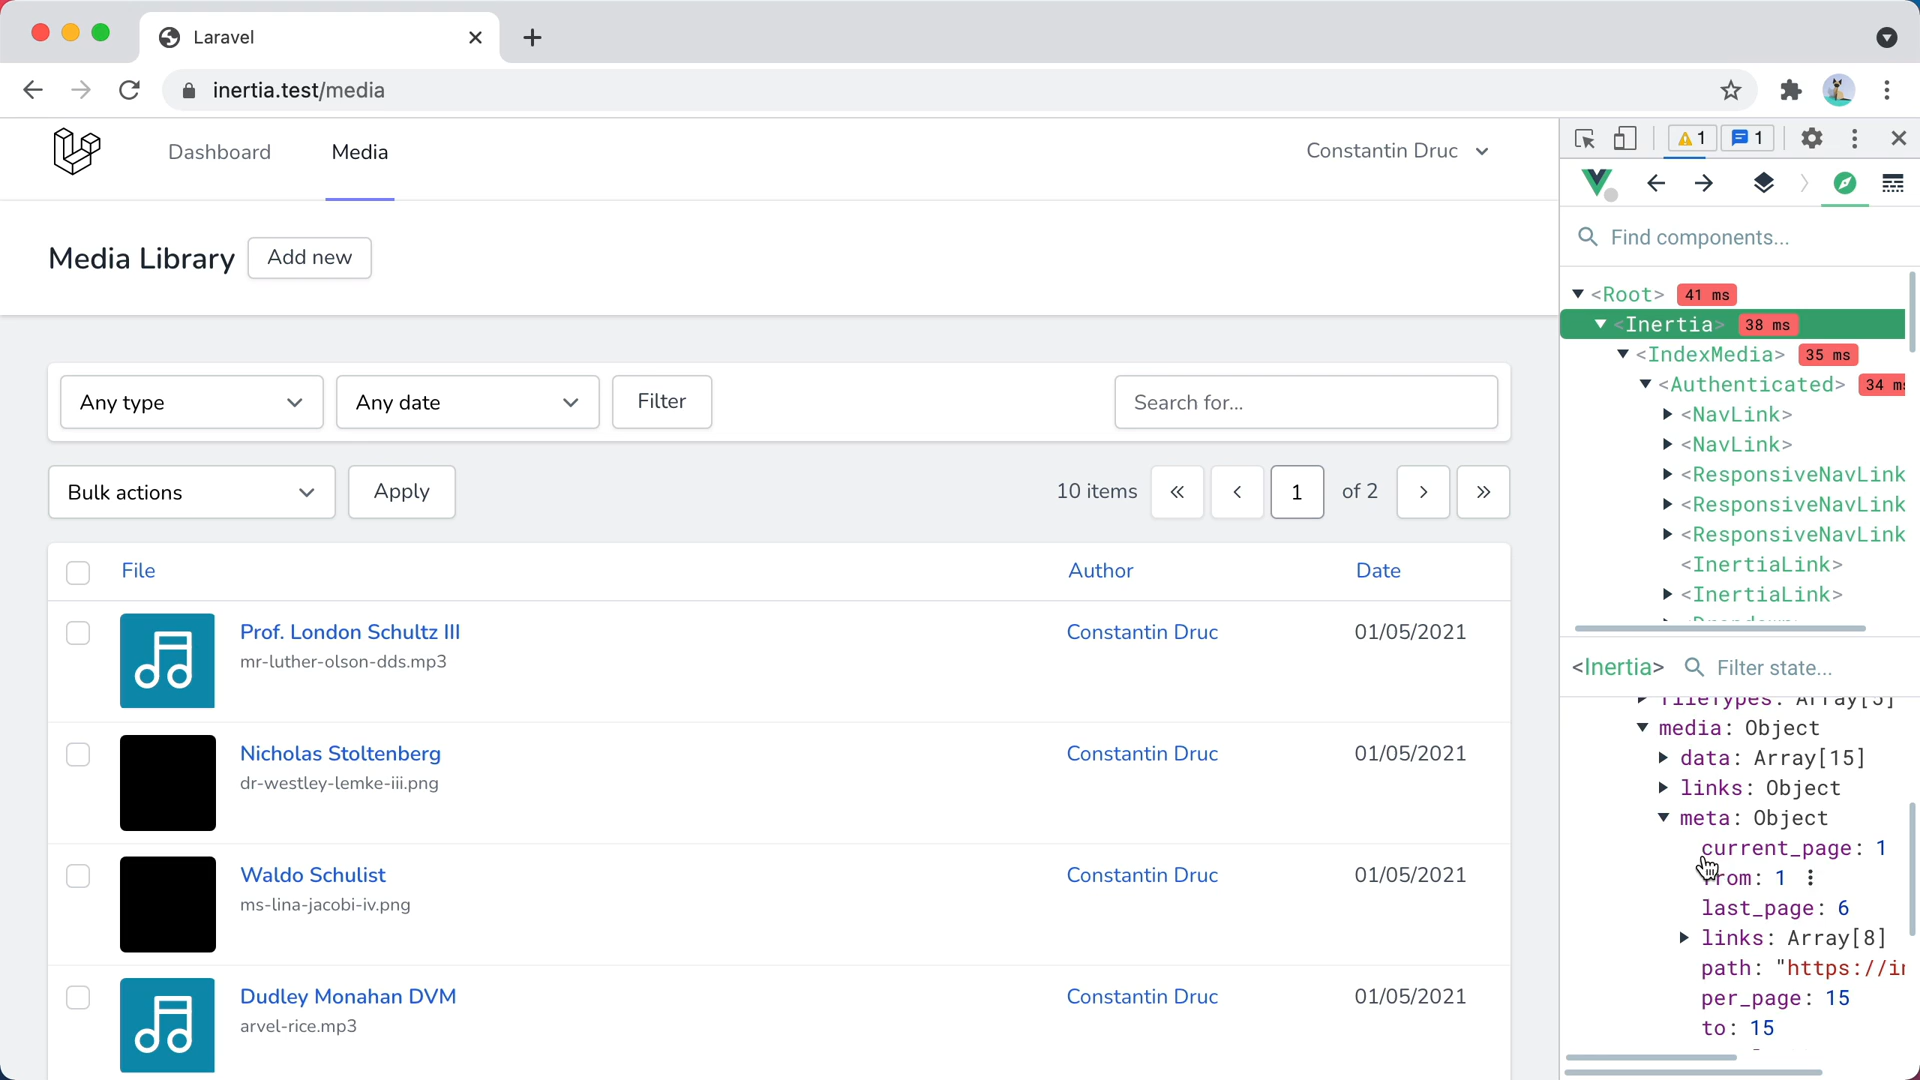 Laravel
inertia.test/media
Dashboard
Media
Constantin Druc
Media Library
Add new
Any type
Any date
Filter
Search for...
Bulk actions
Apply
10 items
«
‹
1
of 2
›
»
File
Author
Date
Prof. London Schultz III
mr-luther-olson-dds.mp3
Constantin Druc
01/05/2021
Nicholas Stoltenberg
dr-westley-lemke-iii.png
Constantin Druc
01/05/2021
Waldo Schulist
ms-lina-jacobi-iv.png
Constantin Druc
01/05/2021
Dudley Monahan DVM
arvel-rice.mp3
Constantin Druc
01/05/2021
1
1
Find components...
<Root> 41 ms
<Inertia> 38 ms
<IndexMedia> 35 ms
<Authenticated> 34 m
<NavLink>
<NavLink>
<ResponsiveNavLink
<ResponsiveNavLink
<ResponsiveNavLink
<InertiaLink>
<InertiaLink>
<Inertia>
Filter state...
fileTypes: Array[5]
media: Object
data: Array[15]
links: Object
meta: Object
current_page: 1
from: 1
last_page: 6
links: Array[8]
path: "https://i
per_page: 15
to: 15